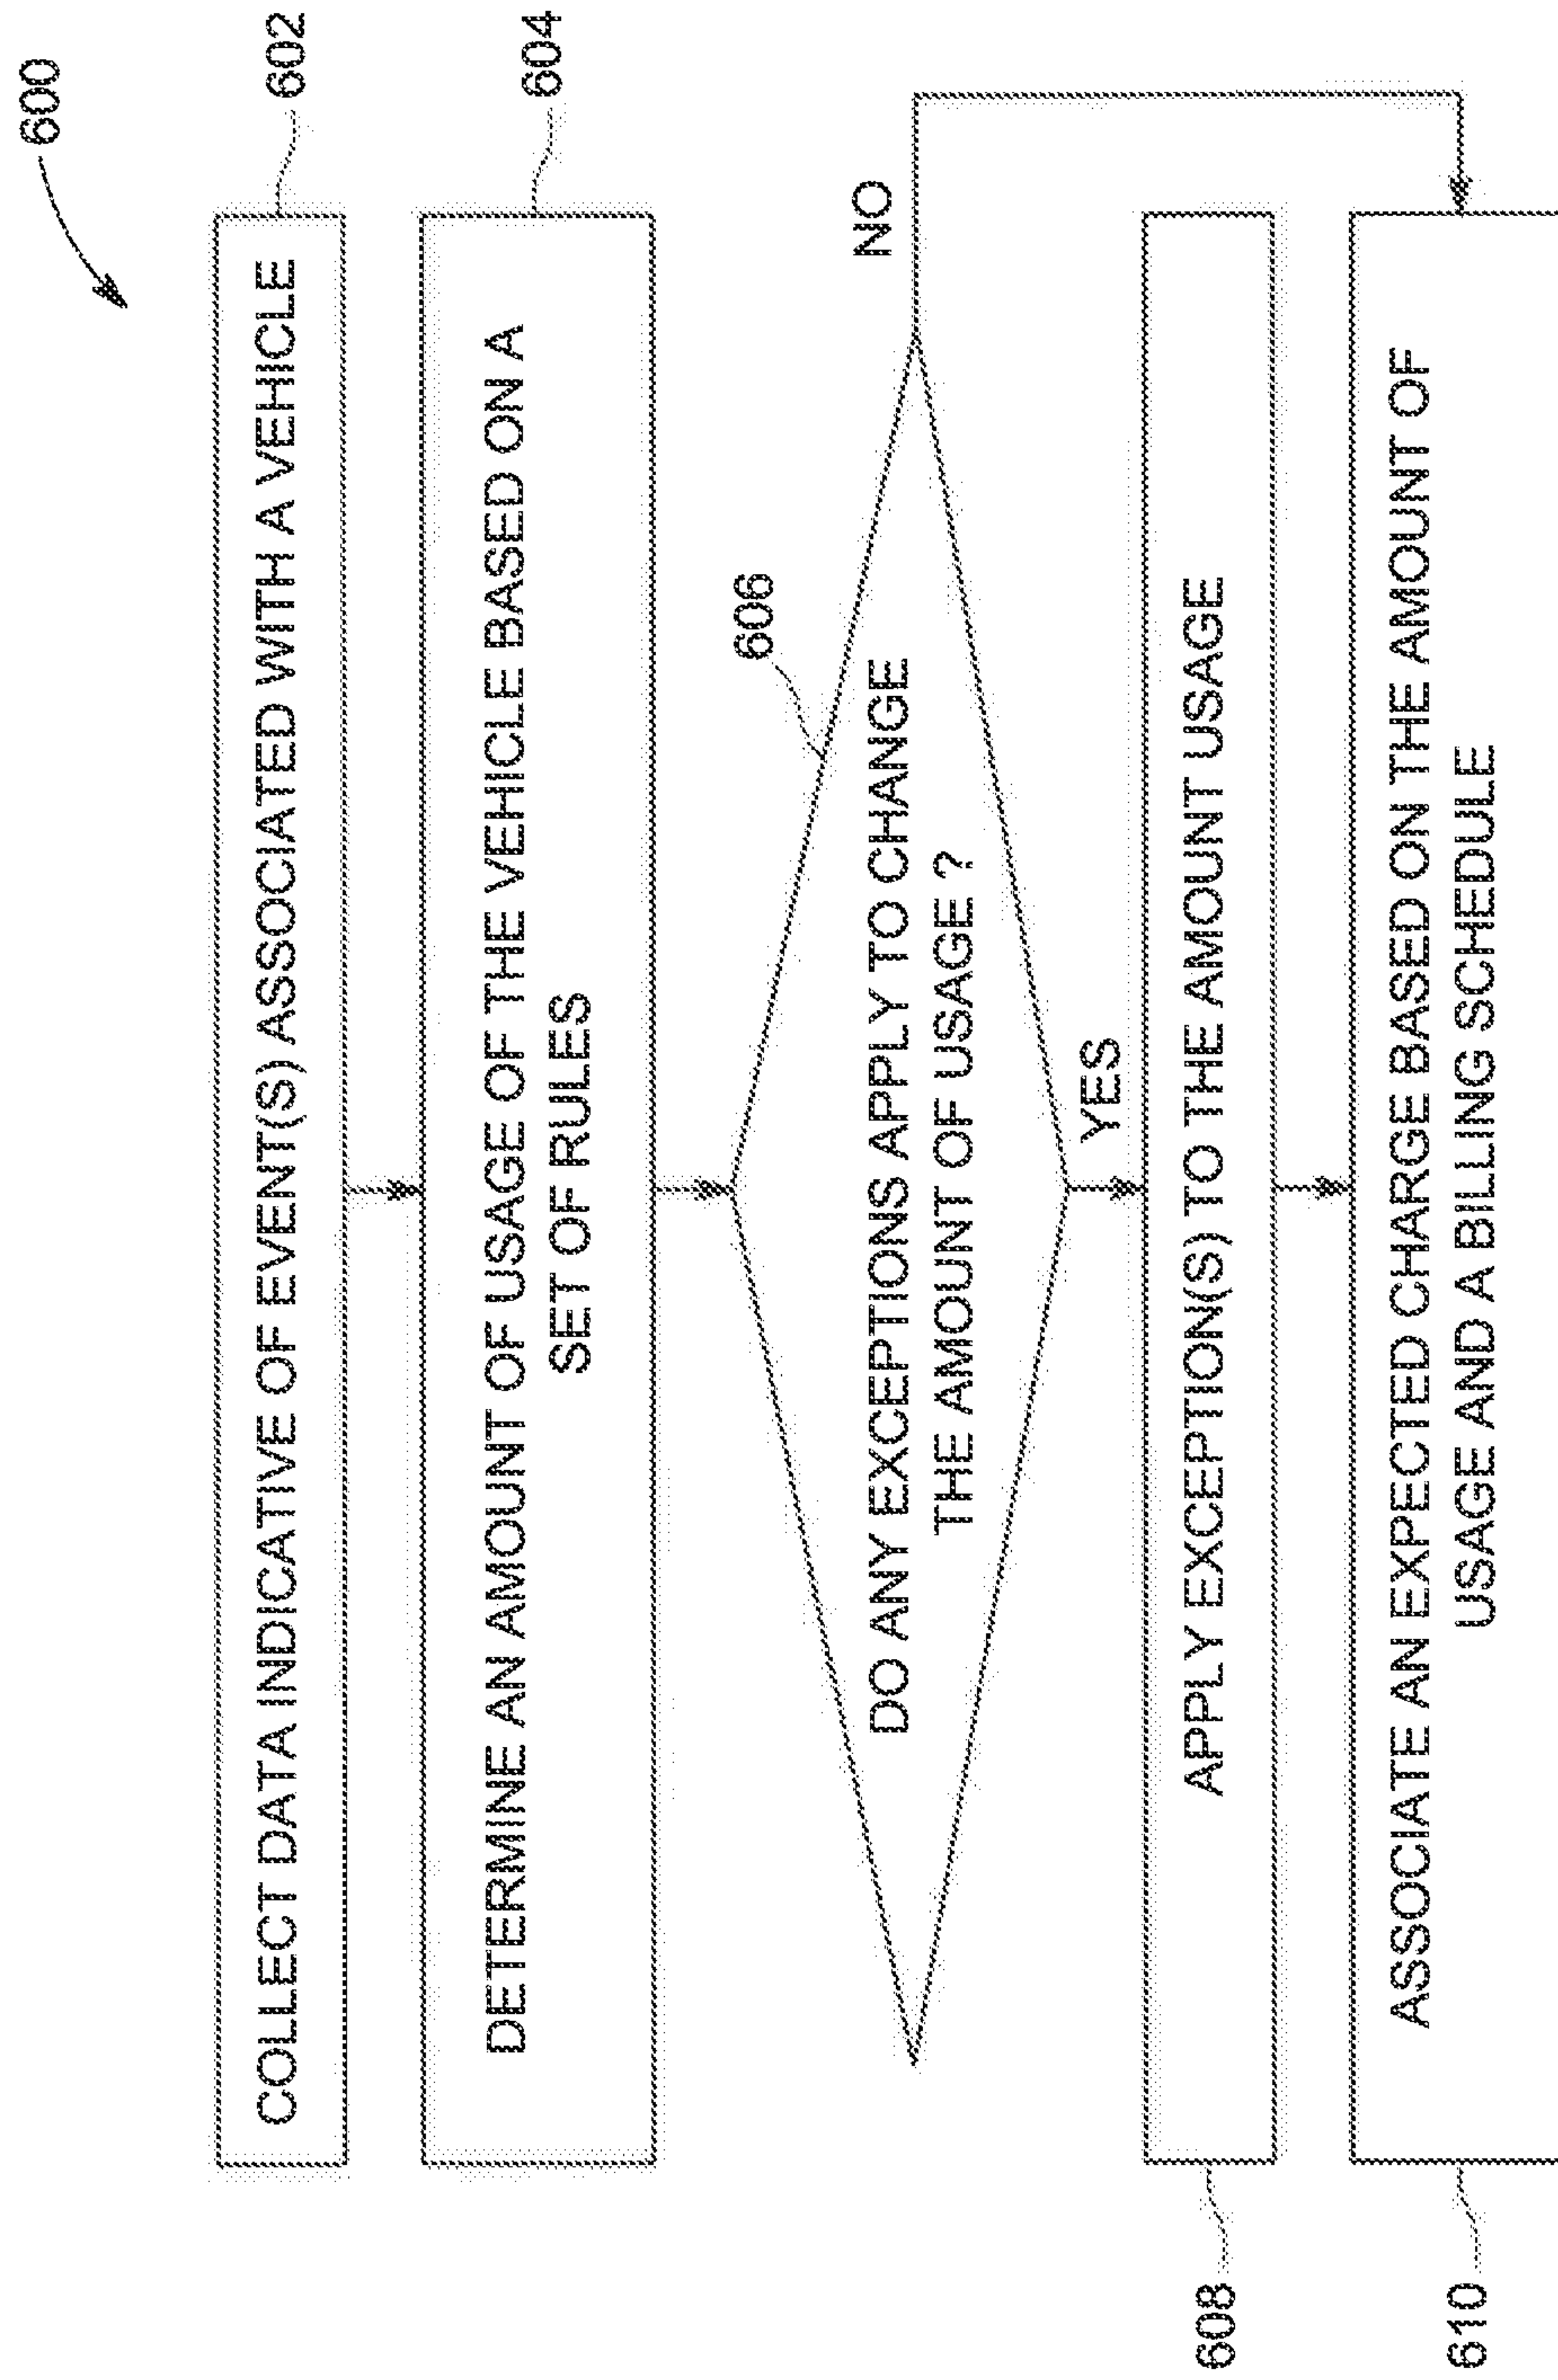 600
COLLECT DATA INDICATIVE OF EVENT(S) ASSOCIATED WITH A VEHICLE
602
DETERMINE AN AMOUNT OF USAGE OF THE VEHICLE BASED ON A
SET OF RULES
604
606
DO ANY EXCEPTIONS APPLY TO CHANGE
THE AMOUNT OF USAGE ?
NO
YES
608
APPLY EXCEPTION(S) TO THE AMOUNT USAGE
610
ASSOCIATE AN EXPECTED CHARGE BASED ON THE AMOUNT OF
USAGE AND A BILLING SCHEDULE